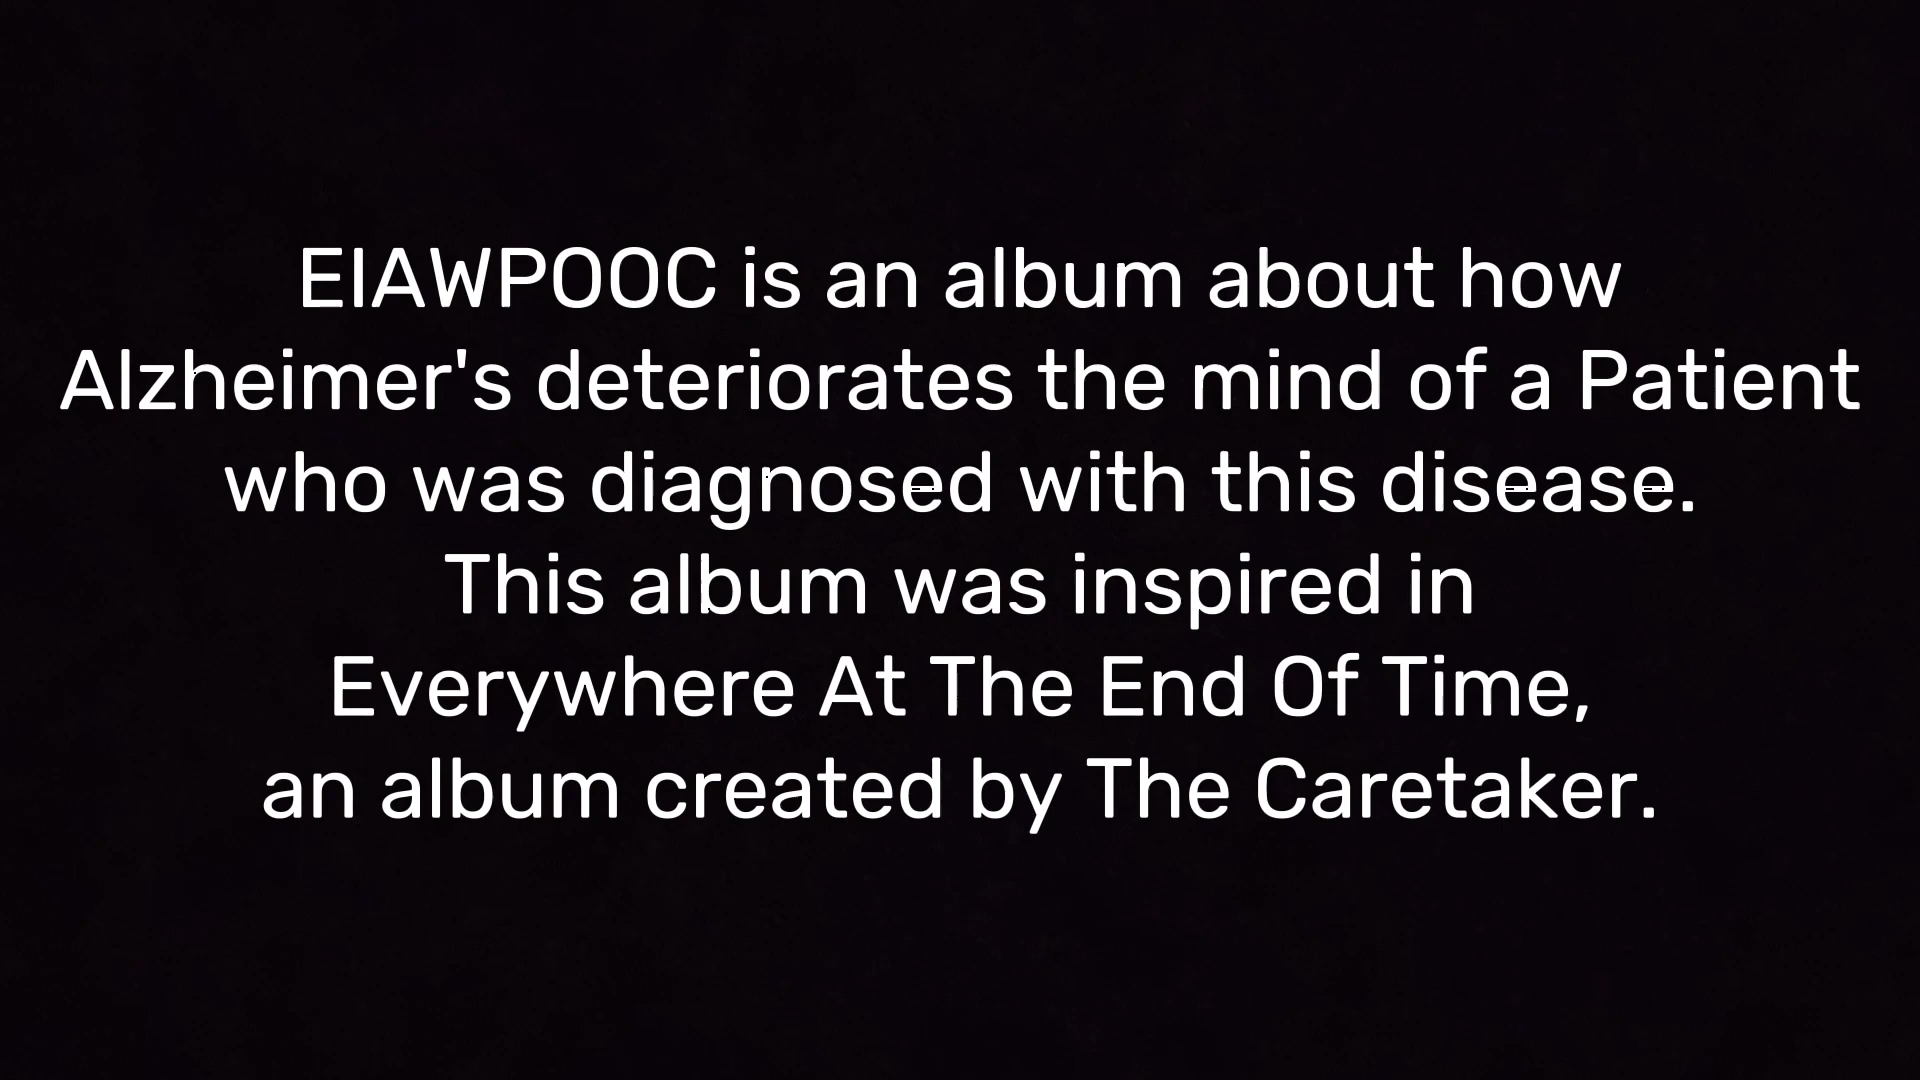 EIAWPOOC is an album about how
Alzheimer's deteriorates the mind of a Patient
who was diagnosed with this disease.
This album was inspired in
Everywhere At The End Of Time,
an album created by The Caretaker.